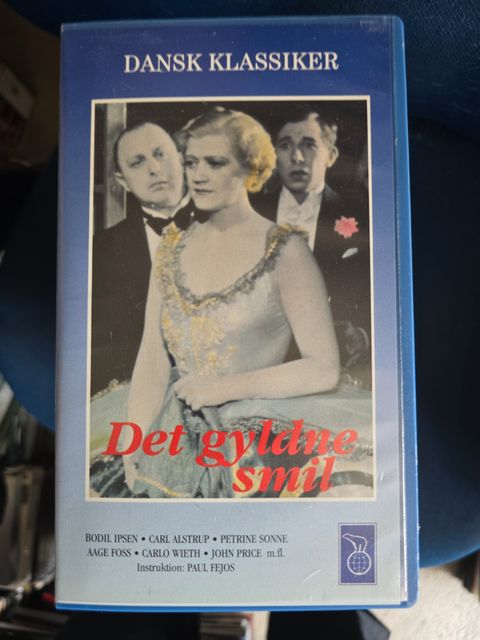 DANSK KLASSIKER
Det gyldne
smil
BODIL IPSEN • CARL ALSTRUP • PETRINE SONNE
AAGE FOSS • CARLO WIETH • JOHN PRICE m.fl.
Instruktion: PAUL FEJOS